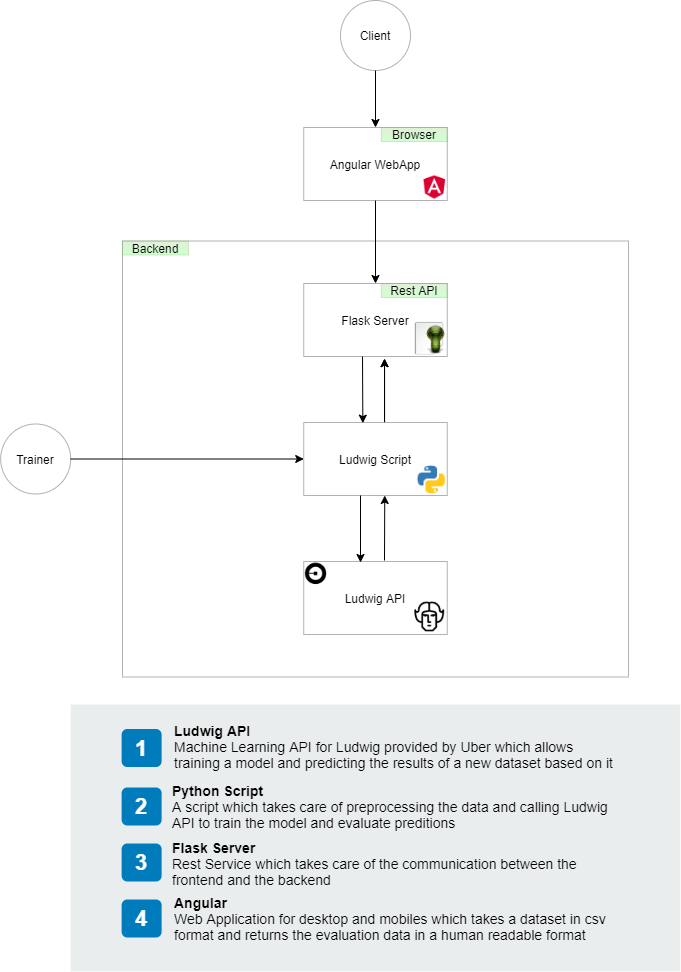 Client
Browser
Angular WebApp
A
Backend
Rest API
Flask Server
Trainer
Ludwig Script
Ludwig API
1
Ludwig API
Machine Learning API for Ludwig provided by Uber which allows
training a model and predicting the results of a new dataset based on it
2
Python Script
A script which takes care of preprocessing the data and calling Ludwig
API to train the model and evaluate preditions
3
Flask Server
Rest Service which takes care of the communication between the
frontend and the backend
4
Angular
Web Application for desktop and mobiles which takes a dataset in csv
format and returns the evaluation data in a human readable format